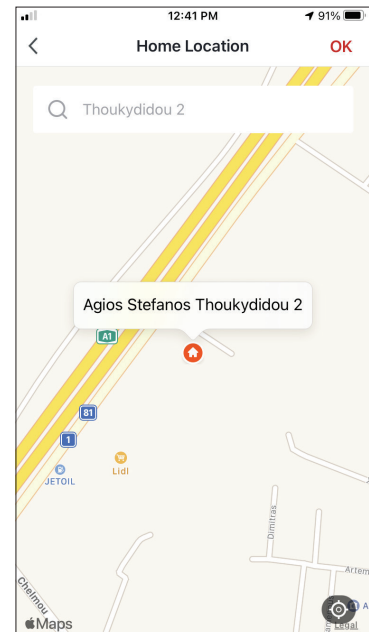 12:41 PM
91%
Home Location
OK
Thoukydidou 2
Agios Stefanos Thoukydidou 2
A1
81
1
JETOIL
Lidl
Dimitras
Artem
Chelmou
A
Maps
Legal